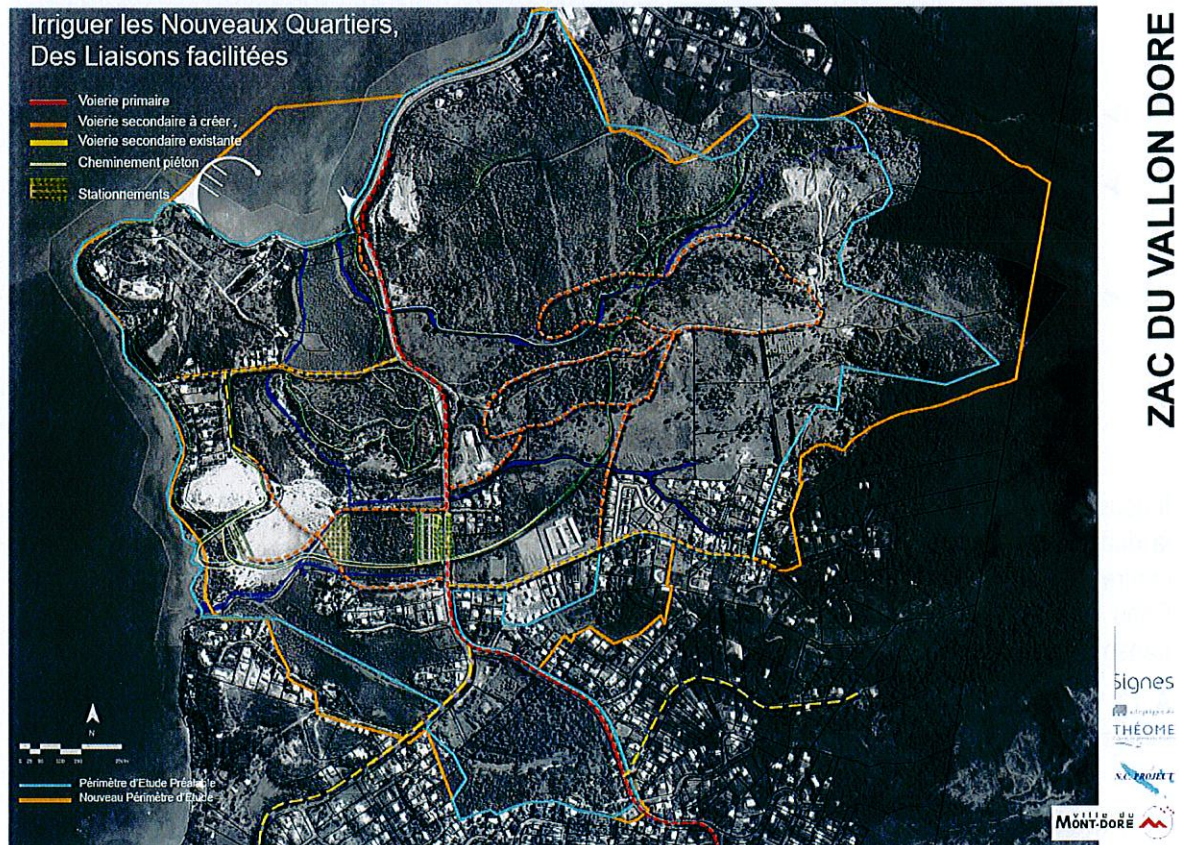 Irriguer les Nouveaux Quartiers,
Des Liaisons facilitées
Voierie primaire
Voierie secondaire à créer ,
Voierie secondaire existante
Cheminement piéton
Stationnements
N
Périmètre d'Etude Préalable
Nouveau Périmètre d'Etude
ZAC DU VALLON DORE
Signes
THÉOME
N.C. PROJECT
ville du
MONT-DORE